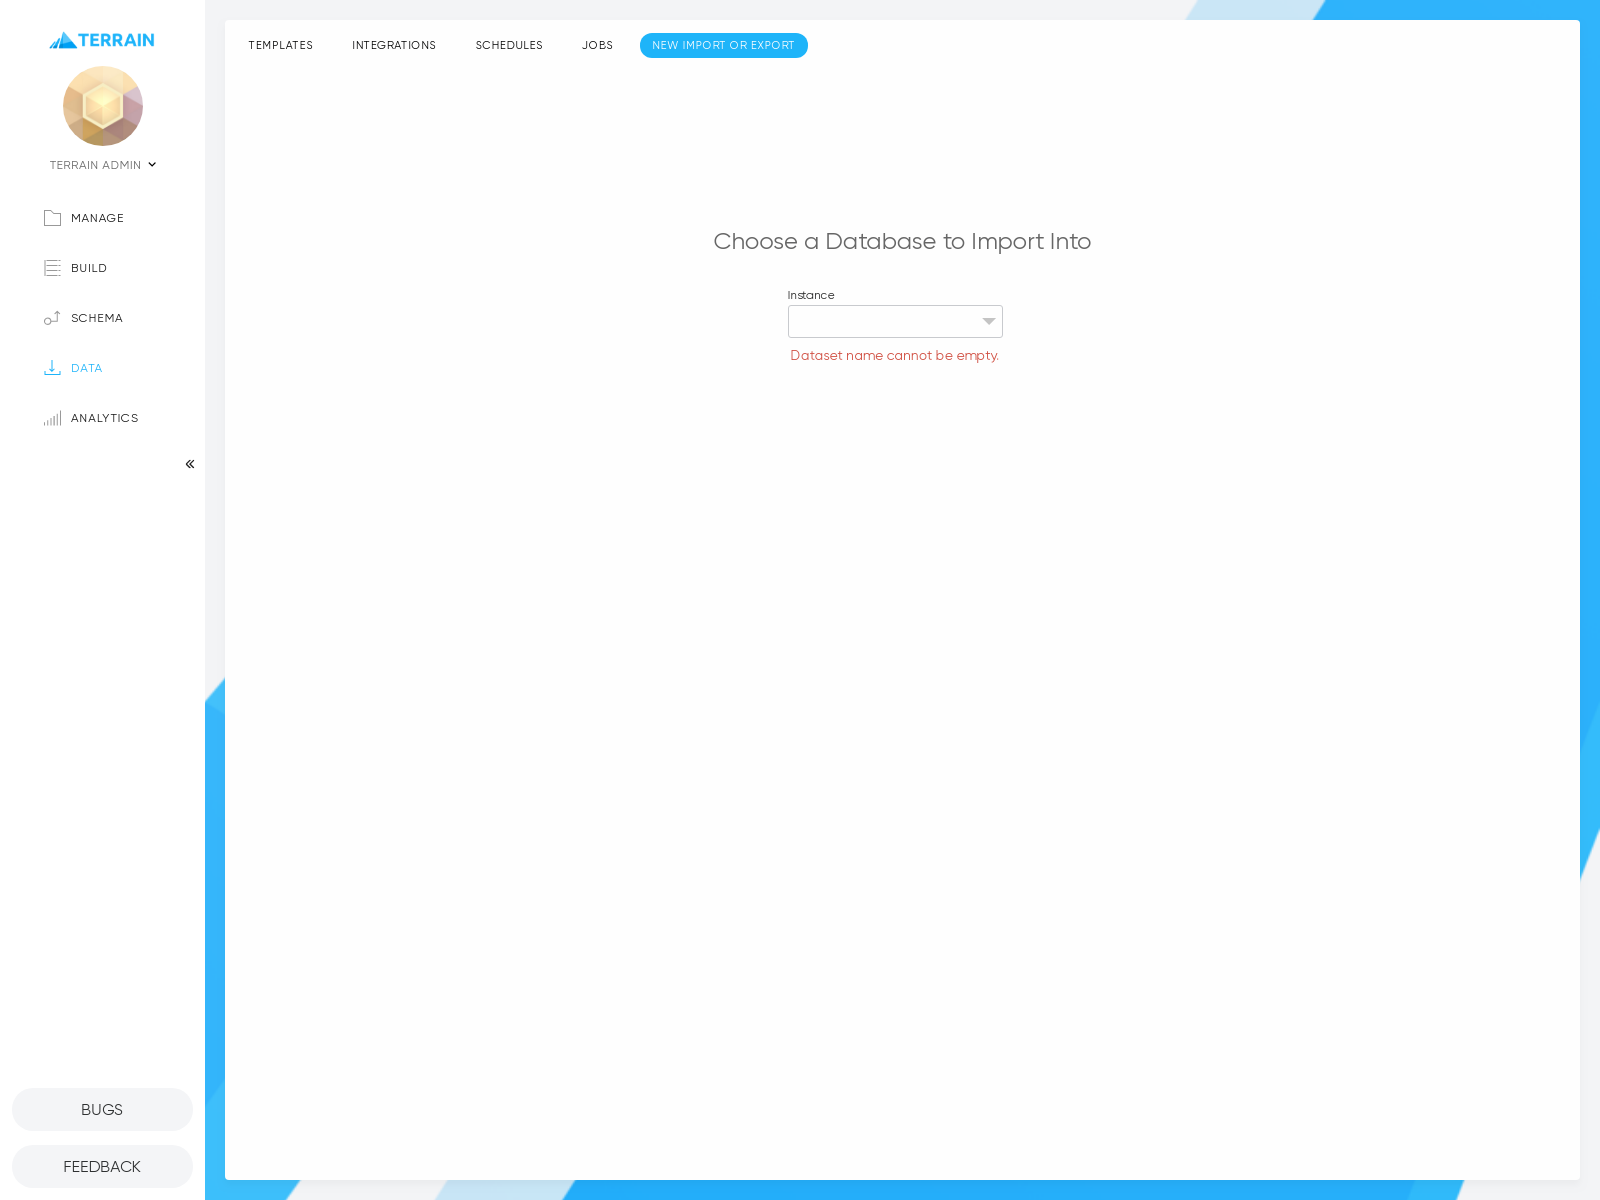 TERRAIN
TERRAIN ADMIN
MANAGE
BUILD
SCHEMA
DATA
ANALYTICS
BUGS
FEEDBACK
TEMPLATES INTEGRATIONS SCHEDULES JOBS NEW IMPORT OR EXPORT
Choose a Database to Import Into
Instance
Dataset name cannot be empty.